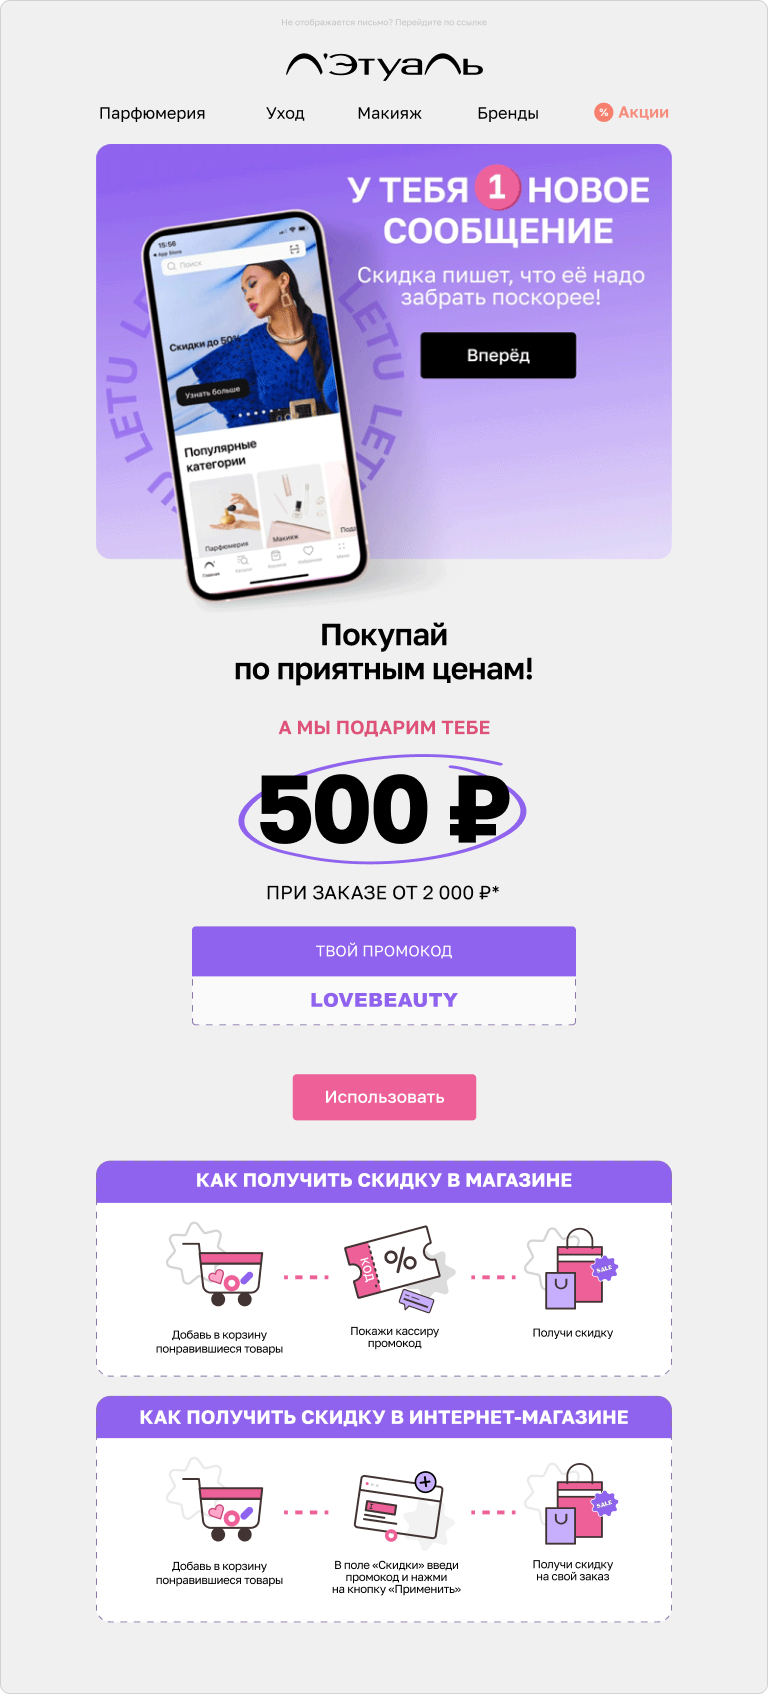 Не отображается письмо? Перейдите по ссылке
Л'Этуаль
Парфюмерия Уход Макияж Бренды % Акции
У ТЕБЯ 1 НОВОЕ
СООБЩЕНИЕ
Скидка пишет, что её надо
забрать поскорее!
Вперёд
15:56
App Store
Поиск
Скидки до 50%
Узнать больше
Популярные
категории
Парфюмерия
Макияж
Главная
Каталог
Корзина
Избранное
Меню
LETU LETU LETU LETU
Покупай
по приятным ценам!
А МЫ ПОДАРИМ ТЕБЕ
500 ₽
ПРИ ЗАКАЗЕ ОТ 2 000 ₽*
ТВОЙ ПРОМОКОД
LOVEBEAUTY
Использовать
КАК ПОЛУЧИТЬ СКИДКУ В МАГАЗИНЕ
КОД %
SALE
Добавь в корзину
понравившиеся товары
Покажи кассиру
промокод
Получи скидку
КАК ПОЛУЧИТЬ СКИДКУ В ИНТЕРНЕТ-МАГАЗИНЕ
SALE
Добавь в корзину
понравившиеся товары
В поле «Скидки» введи
промокод и нажми
на кнопку «Применить»
Получи скидку
на свой заказ